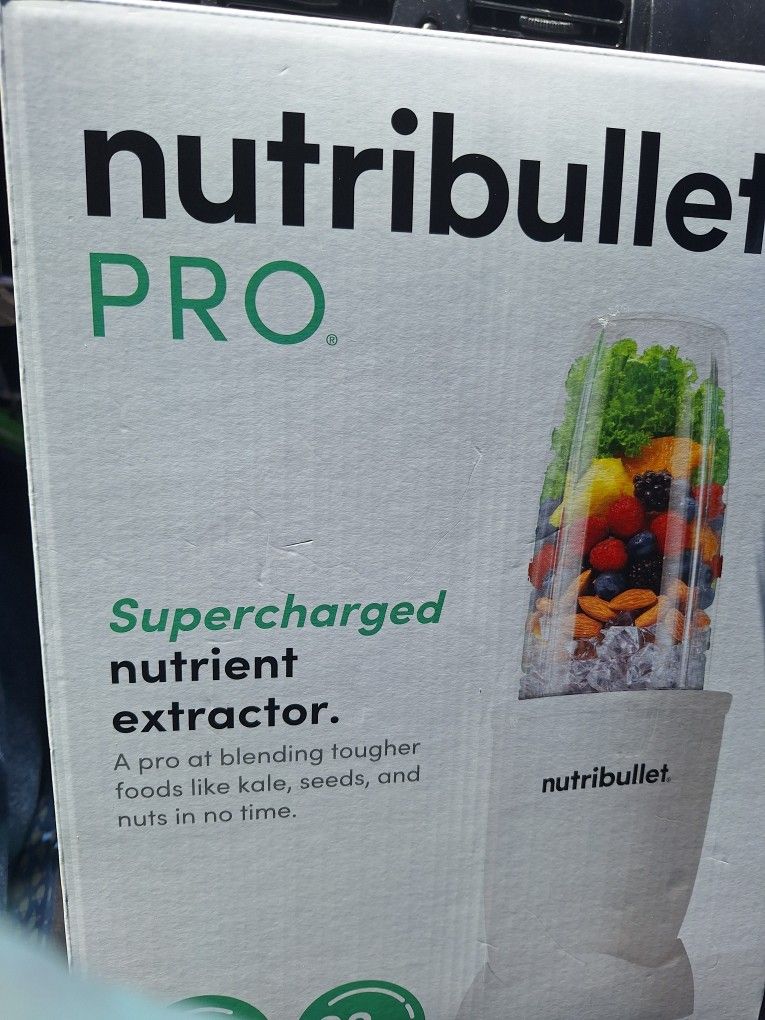 nutribullet
PRO®
Supercharged
nutrient
extractor.
A pro at blending tougher
foods like kale, seeds, and
nuts in no time.
nutribullet®